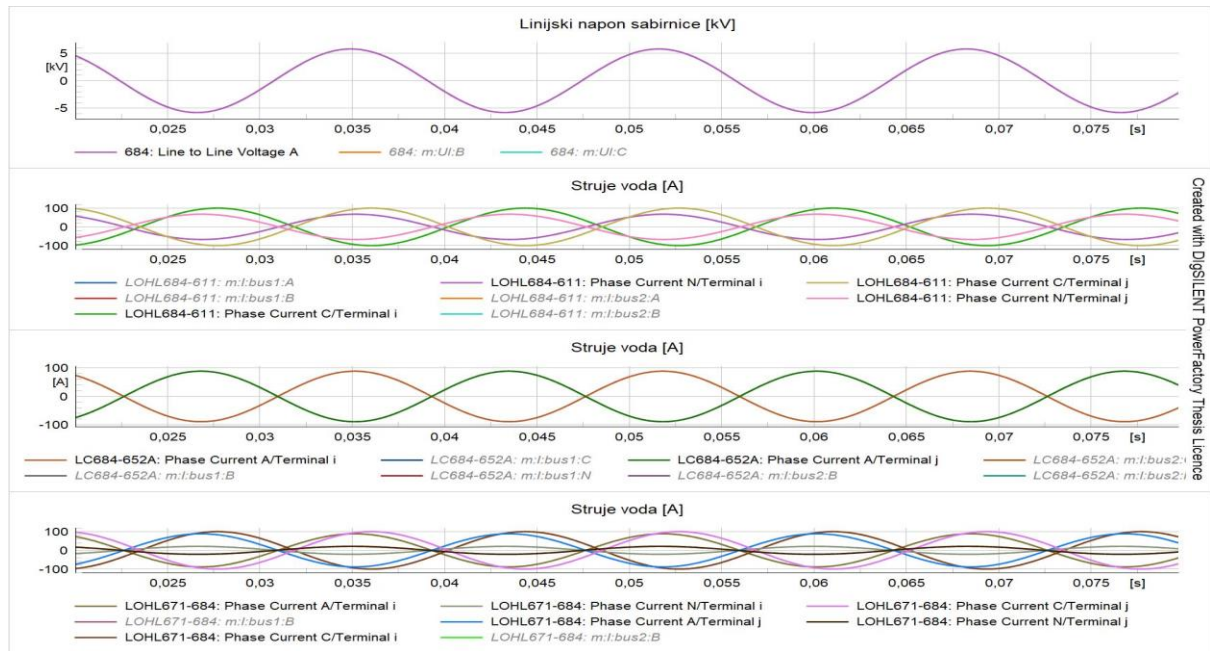 Linijski napon sabirnice [kV]
5
[kV]
0
-5
0,025 0,03 0,035 0,04 0,045 0,05 0,055 0,06 0,065 0,07 0,075 [s]
684: Line to Line Voltage A 684: m:Ul:B 684: m:Ul:C
Struje voda [A]
100
0
-100
0,025 0,03 0,035 0,04 0,045 0,05 0,055 0,06 0,065 0,07 0,075 [s]
LOHL684-611: m:I:bus1:A LOHL684-611: Phase Current N/Terminal i LOHL684-611: Phase Current C/Terminal j
LOHL684-611: m:I:bus1:B LOHL684-611: m:I:bus2:A LOHL684-611: Phase Current N/Terminal j
LOHL684-611: Phase Current C/Terminal i LOHL684-611: m:I:bus2:B
Struje voda [A]
100
[A]
0
-100
0,025 0,03 0,035 0,04 0,045 0,05 0,055 0,06 0,065 0,07 0,075 [s]
LC684-652A: Phase Current A/Terminal i LC684-652A: m:I:bus1:C LC684-652A: Phase Current A/Terminal j LC684-652A: m:I:bus2:
LC684-652A: m:I:bus1:B LC684-652A: m:I:bus1:N LC684-652A: m:I:bus2:B LC684-652A: m:I:bus2:
Struje voda [A]
100
0
-100
0,025 0,03 0,035 0,04 0,045 0,05 0,055 0,06 0,065 0,07 0,075 [s]
LOHL671-684: Phase Current A/Terminal i LOHL671-684: Phase Current N/Terminal i LOHL671-684: Phase Current C/Terminal j
LOHL671-684: m:I:bus1:B LOHL671-684: Phase Current A/Terminal j LOHL671-684: Phase Current N/Terminal j
LOHL671-684: Phase Current C/Terminal i LOHL671-684: m:I:bus2:B
Created with DIgSILENT PowerFactory Thesis Licence